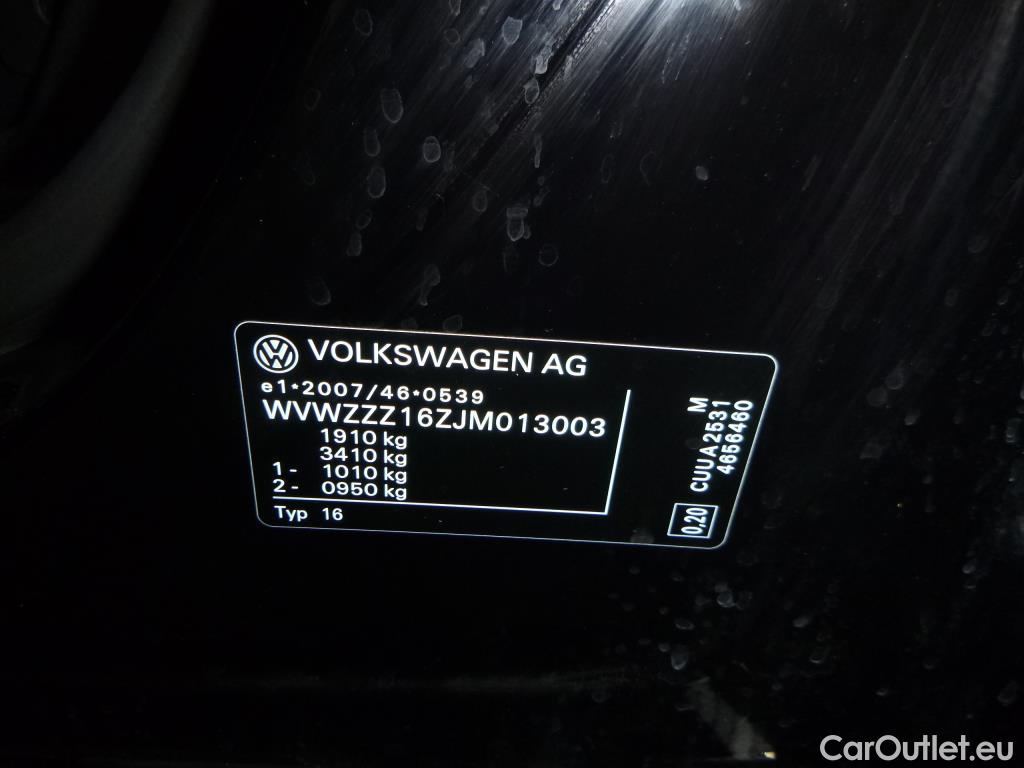 VOLKSWAGEN AG
e1*2007/46*0539
WVWZZZ16ZJM013003
1910 kg
3410 kg
1- 1010 kg
2- 0950 kg
Typ 16
M
CUUA2531
4656460
0,20
CarOutlet.eu